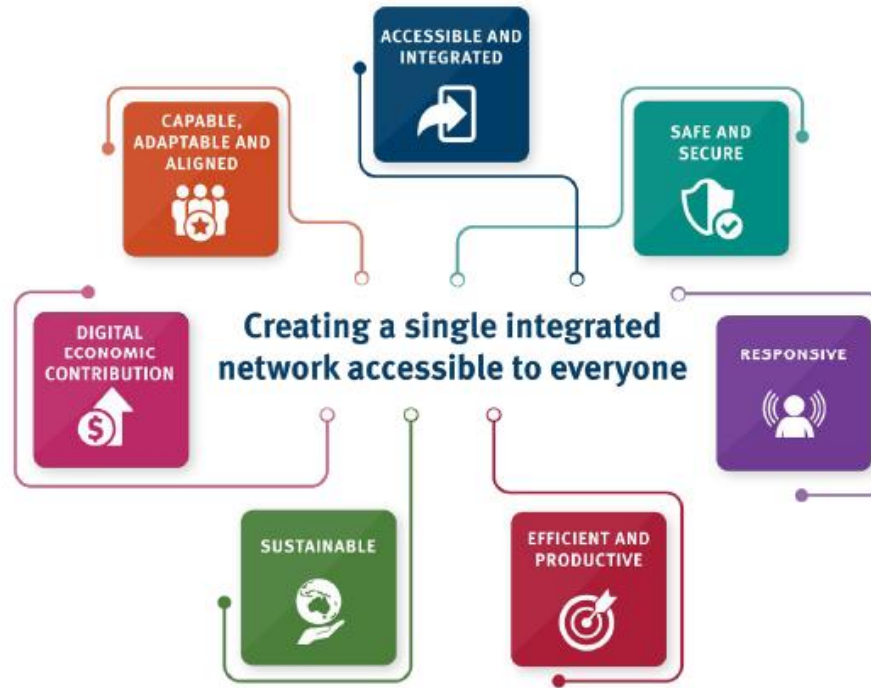 ACCESSIBLE AND
INTEGRATED
CAPABLE,
ADAPTABLE AND
ALIGNED
SAFE AND
SECURE
Creating a single integrated
network accessible to everyone
DIGITAL
ECONOMIC
CONTRIBUTION
$
RESPONSIVE
SUSTAINABLE
EFFICIENT AND
PRODUCTIVE